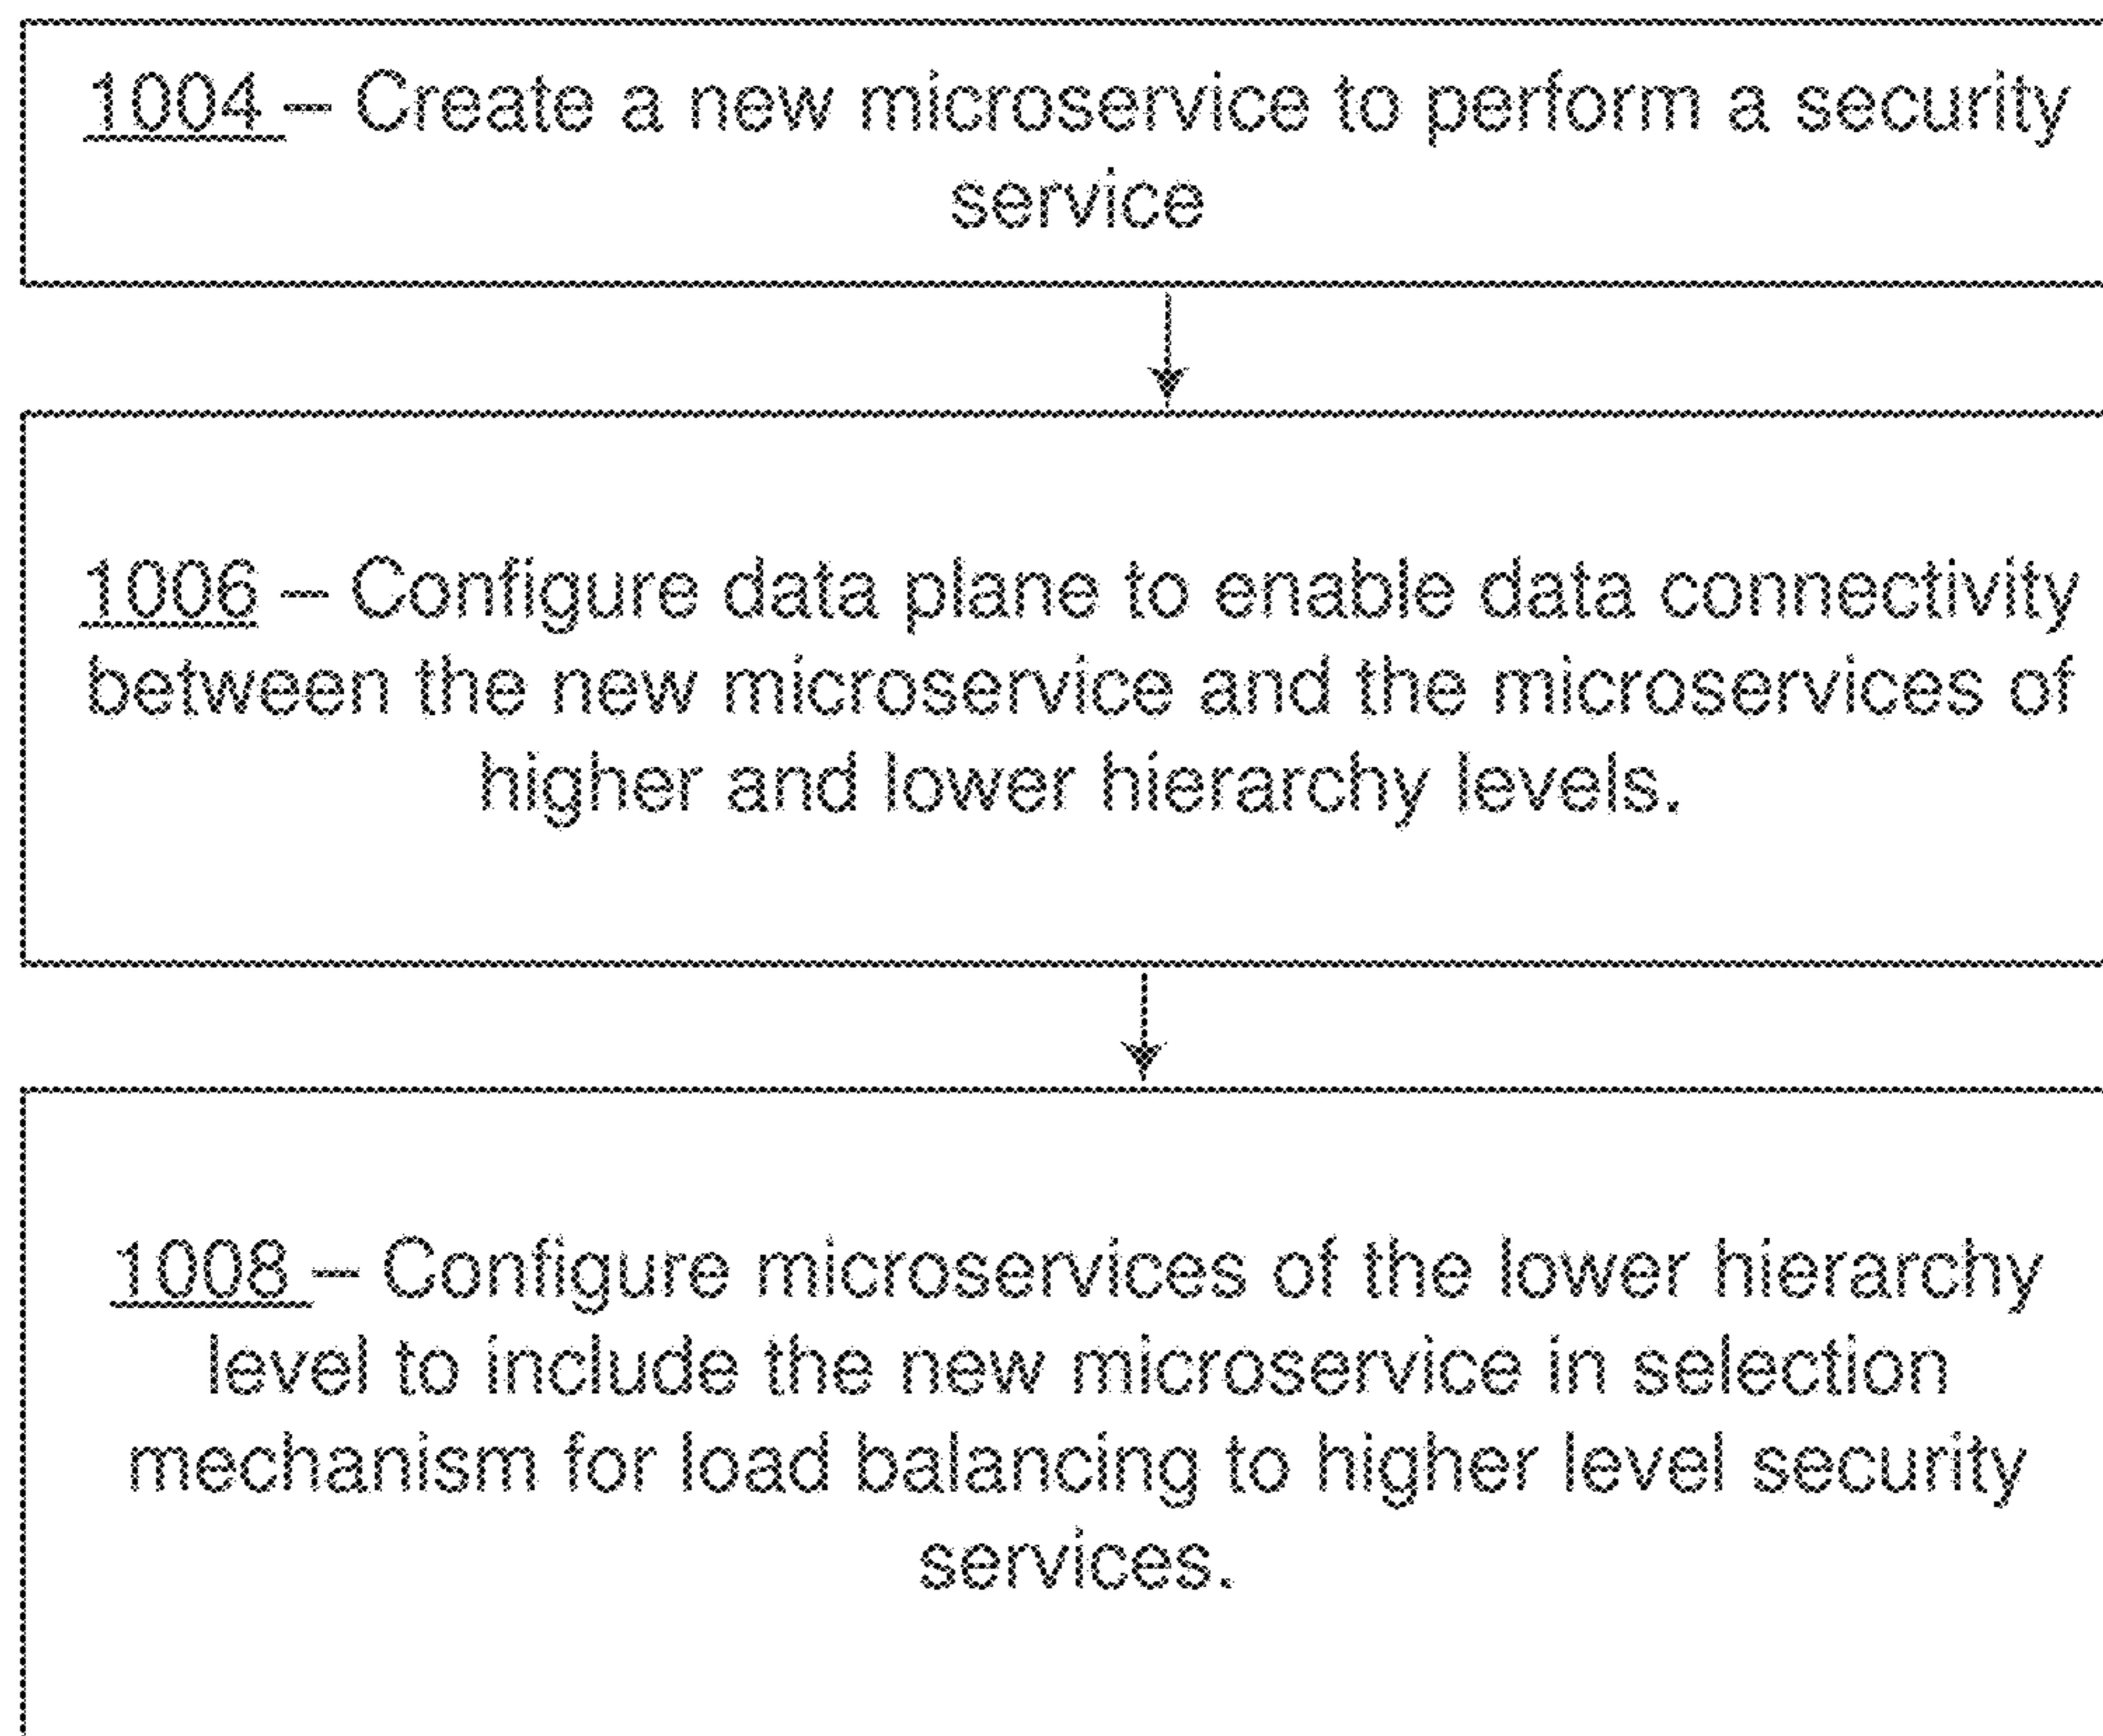 1004 – Create a new microservice to perform a security
service
1006 – Configure data plane to enable data connectivity
between the new microservice and the microservices of
higher and lower hierarchy levels.
1008 – Configure microservices of the lower hierarchy
level to include the new microservice in selection
mechanism for load balancing to higher level security
services.